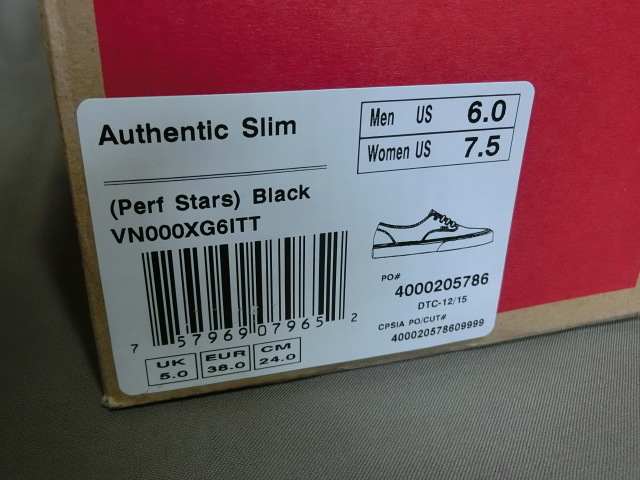 Authentic Slim
Men US 6.0
Women US 7.5
(Perf Stars) Black
VN000XG6ITT
7 57969 07965 2
UK 5.0
EUR 38.0
CM 24.0
PO#
4000205786
DTC-12/15
CPSIA PO/CUT#
400020578609999